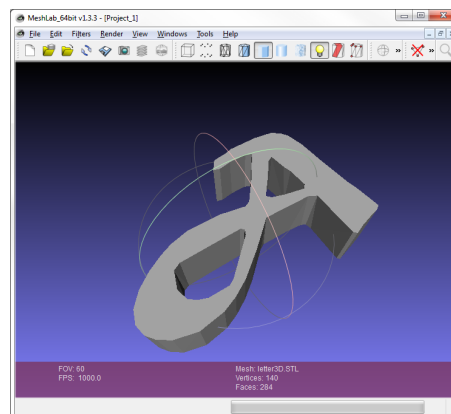 MeshLab_64bit v1.3.3 - [Project_1]
File Edit Filters Render View Windows Tools Help
FOV: 60
FPS: 1000.0
Mesh: letter3D.STL
Vertices: 140
Faces: 284